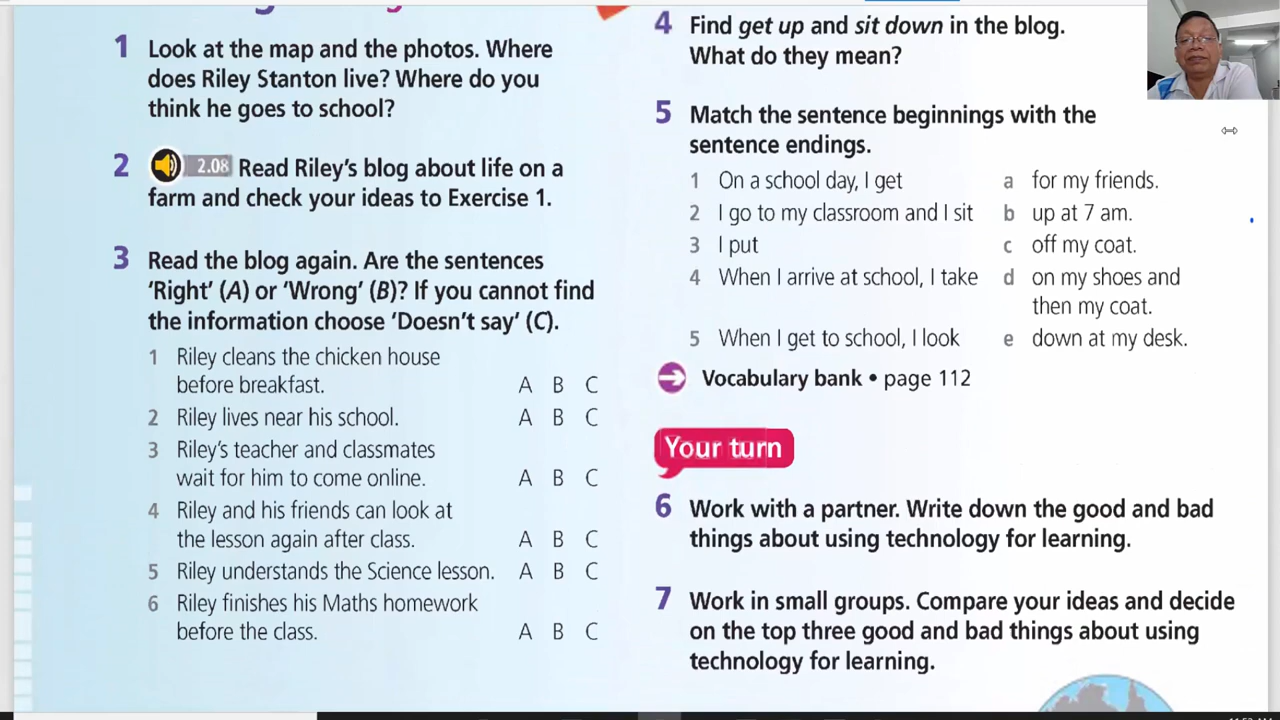 1 Look at the map and the photos. Where
does Riley Stanton live? Where do you
think he goes to school?
2 2.08 Read Riley's blog about life on a
farm and check your ideas to Exercise 1.
3 Read the blog again. Are the sentences
'Right' (A) or 'Wrong' (B)? If you cannot find
the information choose 'Doesn't say' (C).
1 Riley cleans the chicken house
before breakfast. A B C
2 Riley lives near his school. A B C
3 Riley's teacher and classmates
wait for him to come online. A B C
4 Riley and his friends can look at
the lesson again after class. A B C
5 Riley understands the Science lesson. A B C
6 Riley finishes his Maths homework
before the class. A B C
4 Find get up and sit down in the blog.
What do they mean?
5 Match the sentence beginnings with the
sentence endings.
1 On a school day, I get a for my friends.
2 I go to my classroom and I sit b up at 7 am.
3 I put c off my coat.
4 When I arrive at school, I take d on my shoes and
then my coat.
5 When I get to school, I look e down at my desk.
Vocabulary bank • page 112
Your turn
6 Work with a partner. Write down the good and bad
things about using technology for learning.
7 Work in small groups. Compare your ideas and decide
on the top three good and bad things about using
technology for learning.